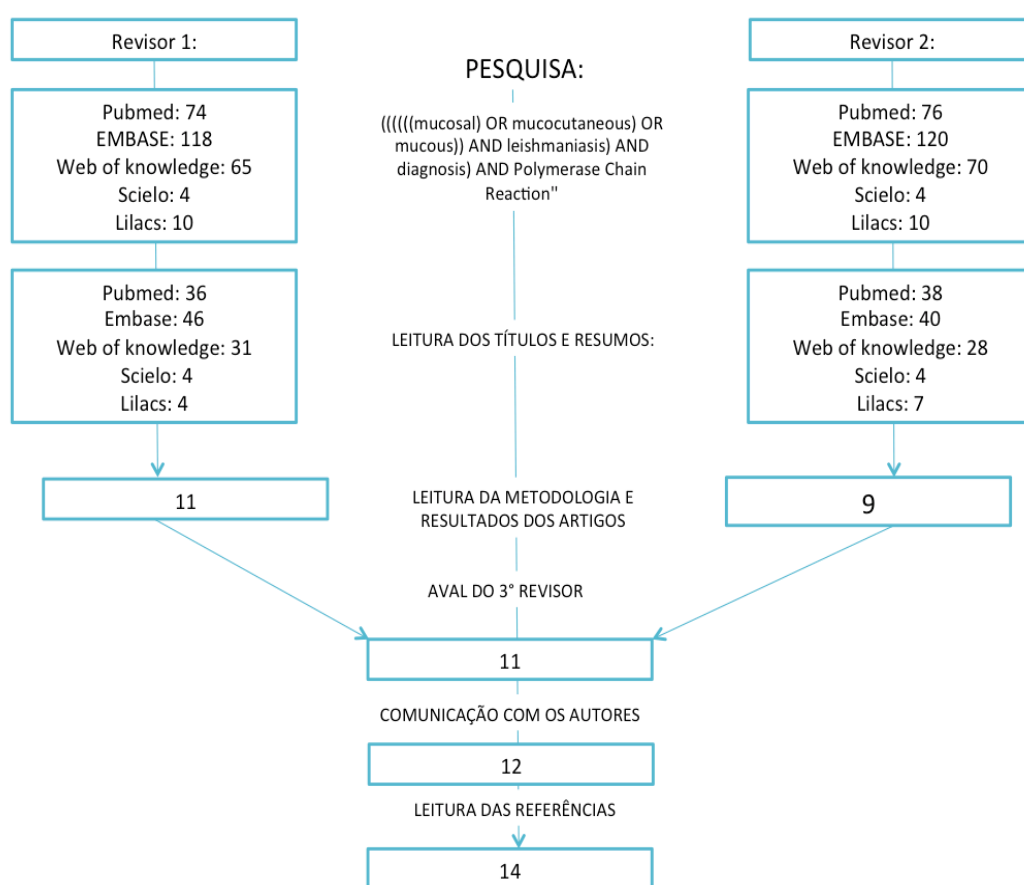 Revisor 1:
Pubmed: 74
EMBASE: 118
Web of knowledge: 65
Scielo: 4
Lilacs: 10
Pubmed: 36
Embase: 46
Web of knowledge: 31
Scielo: 4
Lilacs: 4
11
PESQUISA:
((((((mucosal) OR mucocutaneous) OR
mucous)) AND leishmaniasis) AND
diagnosis) AND Polymerase Chain
Reaction"
LEITURA DOS TÍTULOS E RESUMOS:
LEITURA DA METODOLOGIA E
RESULTADOS DOS ARTIGOS
AVAL DO 3° REVISOR
Revisor 2:
Pubmed: 76
EMBASE: 120
Web of knowledge: 70
Scielo: 4
Lilacs: 10
Pubmed: 38
Embase: 40
Web of knowledge: 28
Scielo: 4
Lilacs: 7
9
11
COMUNICAÇÃO COM OS AUTORES
12
LEITURA DAS REFERÊNCIAS
14